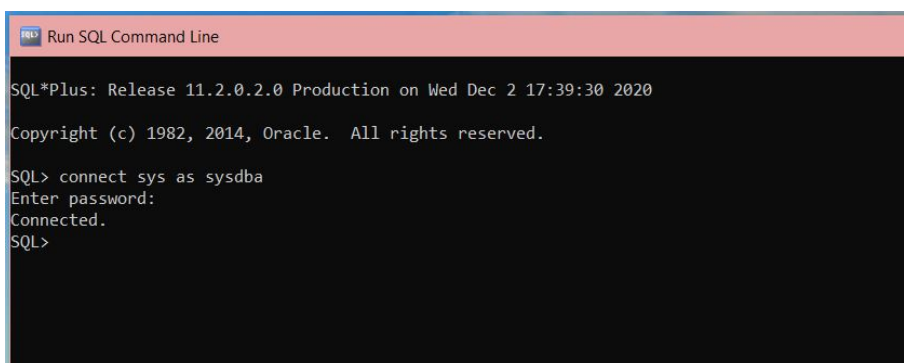 Run SQL Command Line
SQL*Plus: Release 11.2.0.2.0 Production on Wed Dec 2 17:39:30 2020
Copyright (c) 1982, 2014, Oracle.  All rights reserved.
SQL> connect sys as sysdba
Enter password:
Connected.
SQL>